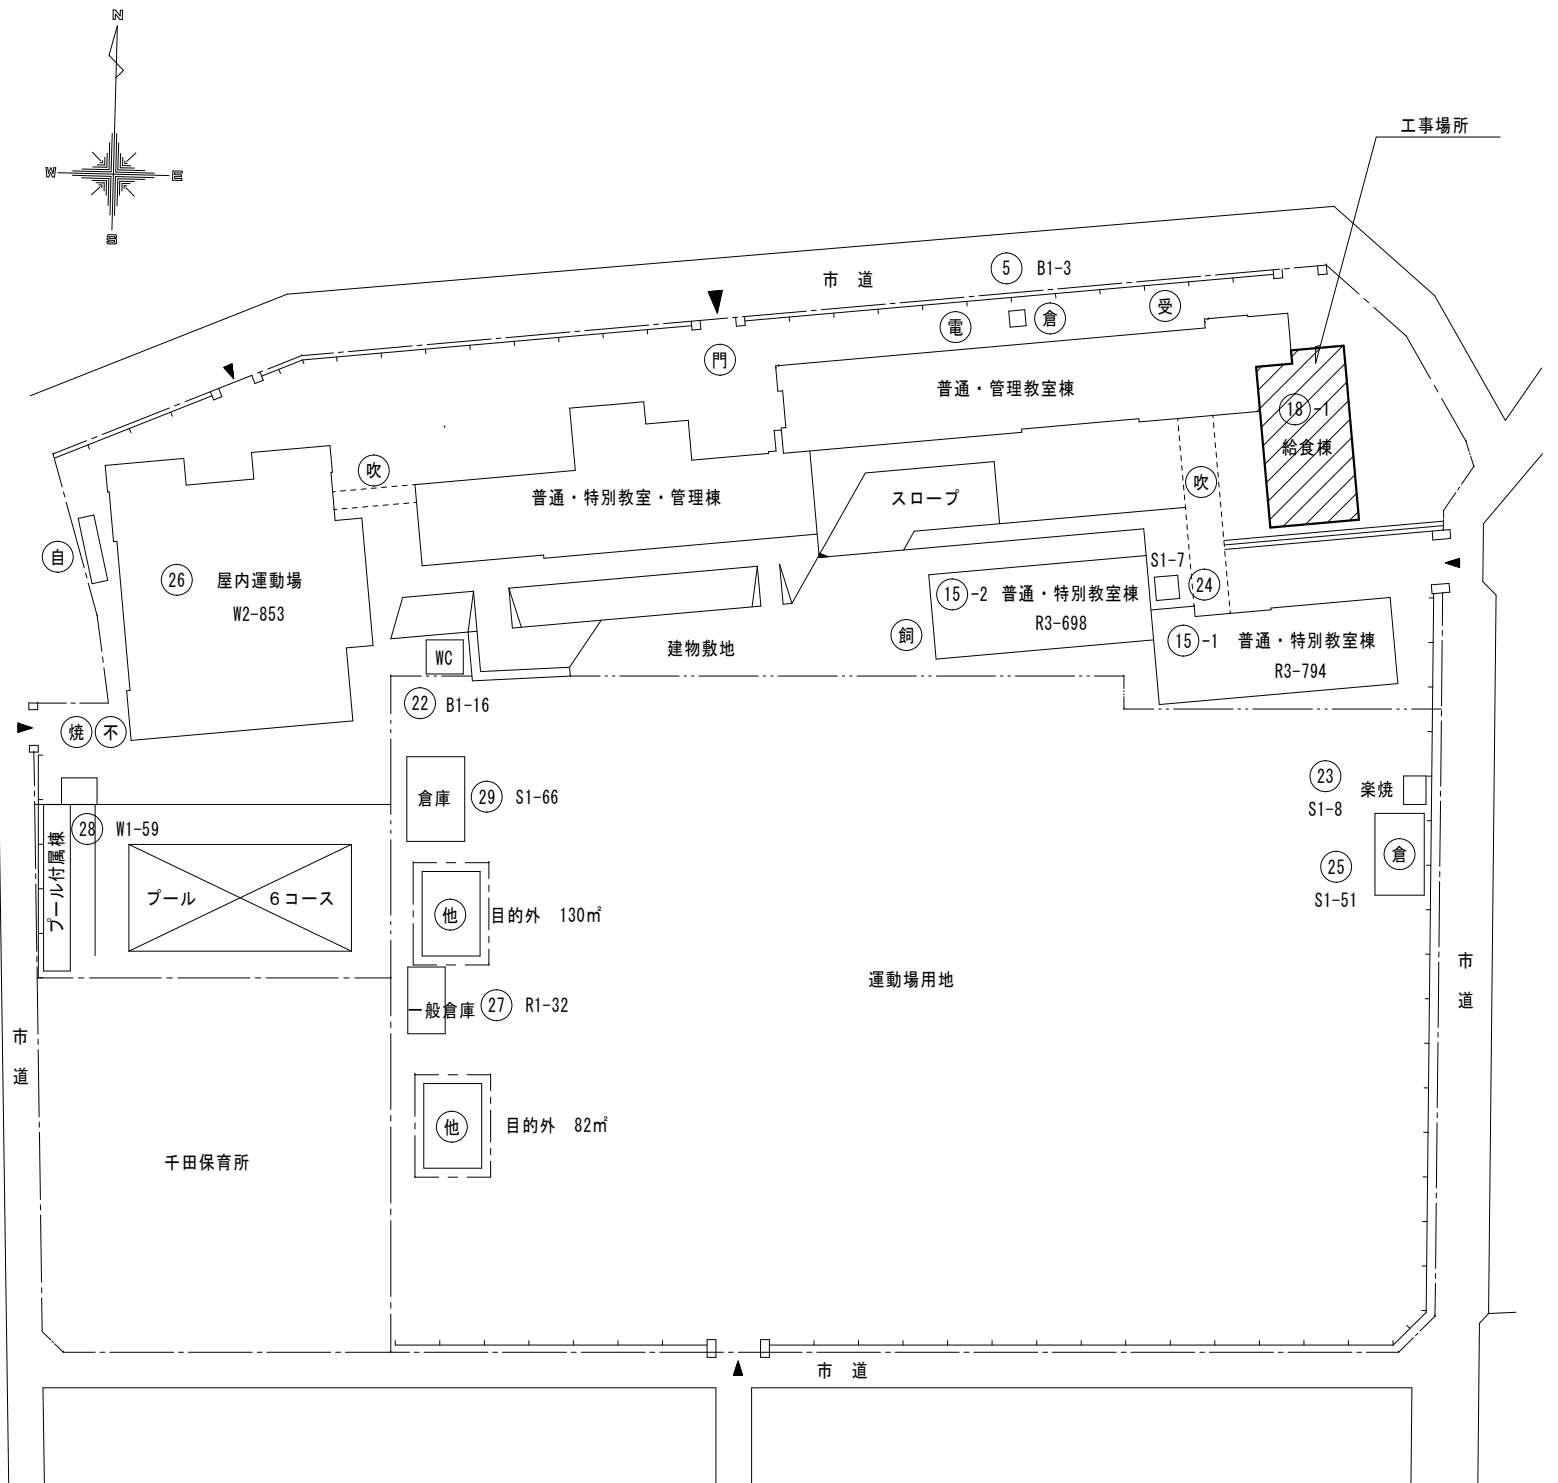 N
W
E
S
工事場所
市 道
5 B1-3
電
倉
受
門
普通・管理教室棟
18-1
給食棟
吹
普通・特別教室・管理棟
スロープ
吹
自
26 屋内運動場
W2-853
S1-7
24
15-2 普通・特別教室棟
R3-698
飼
15-1 普通・特別教室棟
R3-794
建物敷地
WC
22 B1-16
焼
不
倉庫
29 S1-66
23
楽焼
S1-8
28 W1-59
プール付属棟
プール 6コース
倉
25
S1-51
他
目的外 130㎡
市道
運動場用地
一般倉庫
27 R1-32
市道
他
目的外 82㎡
千田保育所
市 道